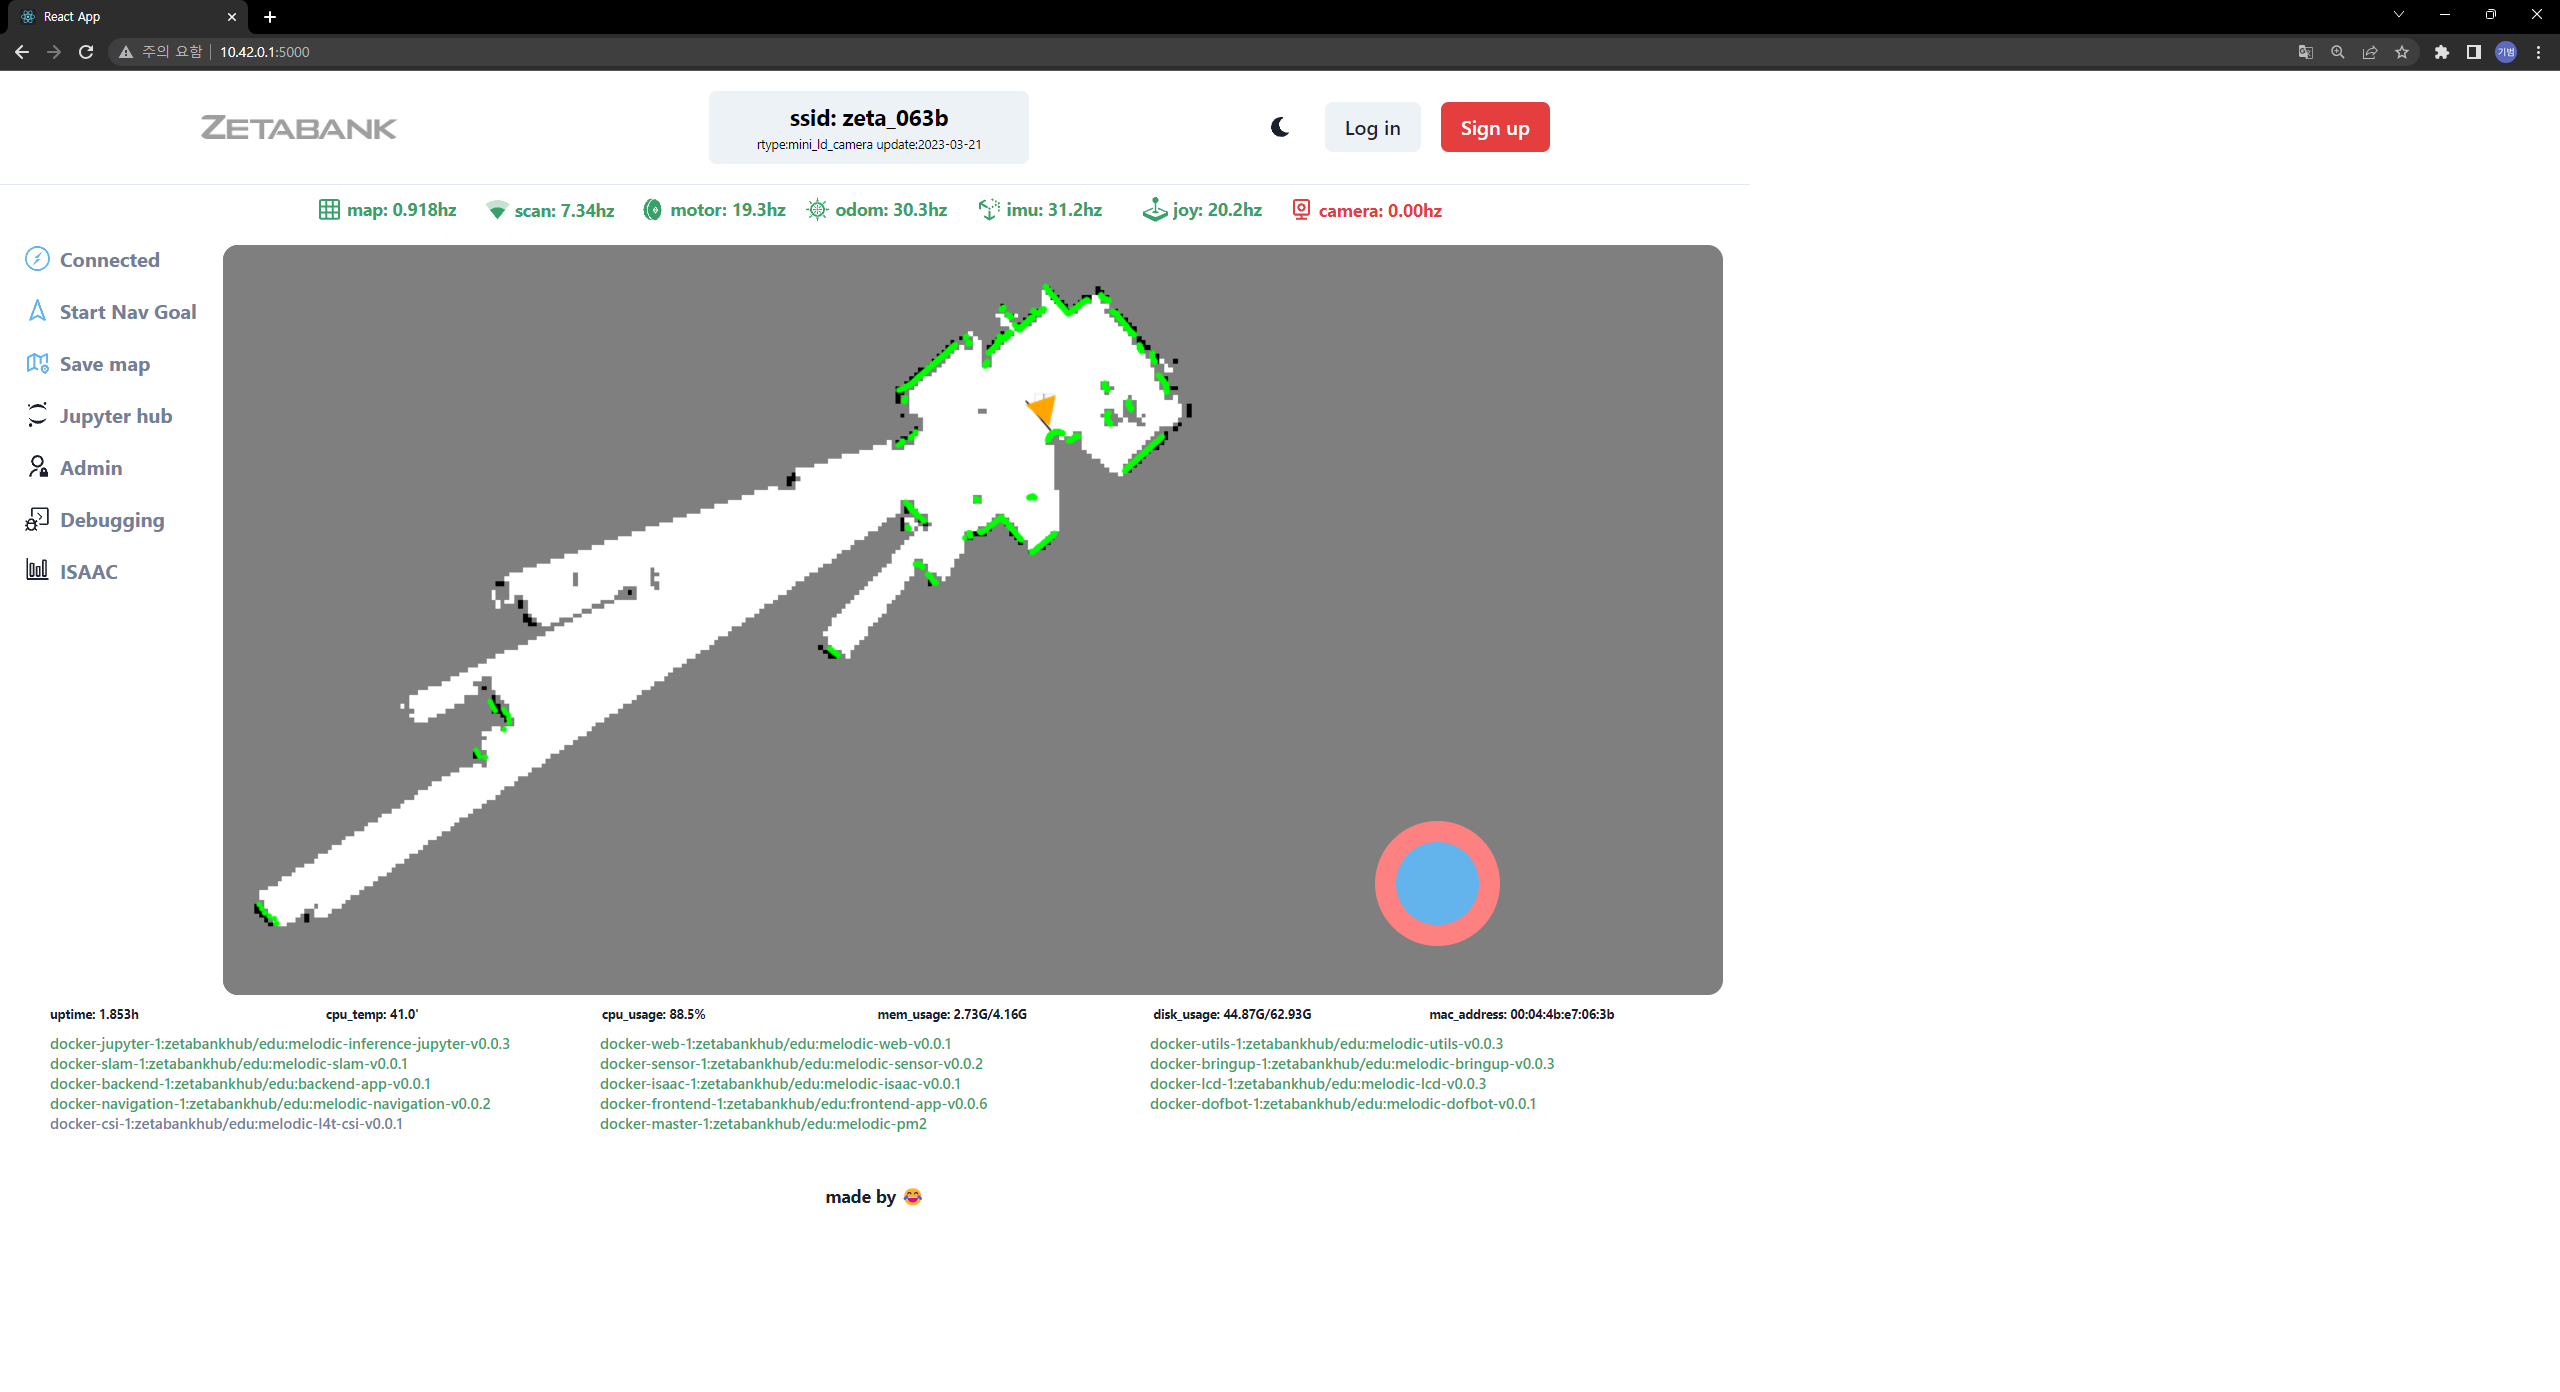 React App
주의 요함 10.42.0.1:5000
기범
ZETABANK
ssid: zeta_063b
rtype:mini_ld_camera update:2023-03-21
Log in
Sign up
map: 0.918hz
scan: 7.34hz
motor: 19.3hz
odom: 30.3hz
imu: 31.2hz
joy: 20.2hz
camera: 0.00hz
Connected
Start Nav Goal
Save map
Jupyter hub
Admin
Debugging
ISAAC
uptime: 1.853h
cpu_temp: 41.0'
cpu_usage: 88.5%
mem_usage: 2.73G/4.16G
disk_usage: 44.87G/62.93G
mac_address: 00:04:4b:e7:06:3b
docker-jupyter-1:zetabankhub/edu:melodic-inference-jupyter-v0.0.3
docker-web-1:zetabankhub/edu:melodic-web-v0.0.1
docker-utils-1:zetabankhub/edu:melodic-utils-v0.0.3
docker-slam-1:zetabankhub/edu:melodic-slam-v0.0.1
docker-sensor-1:zetabankhub/edu:melodic-sensor-v0.0.2
docker-bringup-1:zetabankhub/edu:melodic-bringup-v0.0.3
docker-backend-1:zetabankhub/edu:backend-app-v0.0.1
docker-isaac-1:zetabankhub/edu:melodic-isaac-v0.0.1
docker-lcd-1:zetabankhub/edu:melodic-lcd-v0.0.3
docker-navigation-1:zetabankhub/edu:melodic-navigation-v0.0.2
docker-frontend-1:zetabankhub/edu:frontend-app-v0.0.6
docker-dofbot-1:zetabankhub/edu:melodic-dofbot-v0.0.1
docker-csi-1:zetabankhub/edu:melodic-l4t-csi-v0.0.1
docker-master-1:zetabankhub/edu:melodic-pm2
made by 😂